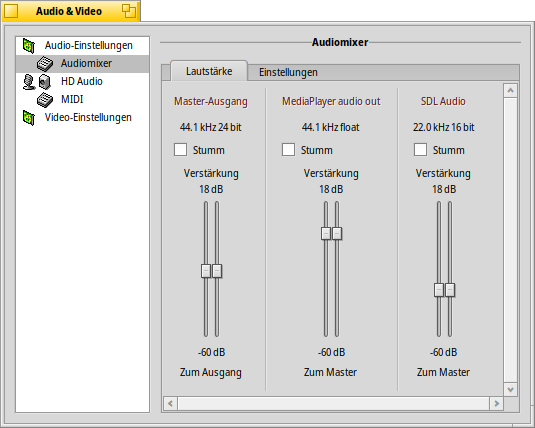 Audio & Video
Audio-Einstellungen
Audiomixer
HD Audio
MIDI
Video-Einstellungen
Audiomixer
Lautstärke
Einstellungen
Master-Ausgang
44.1 kHz 24 bit
Stumm
Verstärkung
18 dB
-60 dB
Zum Ausgang
MediaPlayer audio out
44.1 kHz float
Stumm
Verstärkung
18 dB
-60 dB
Zum Master
SDL Audio
22.0 kHz 16 bit
Stumm
Verstärkung
18 dB
-60 dB
Zum Master